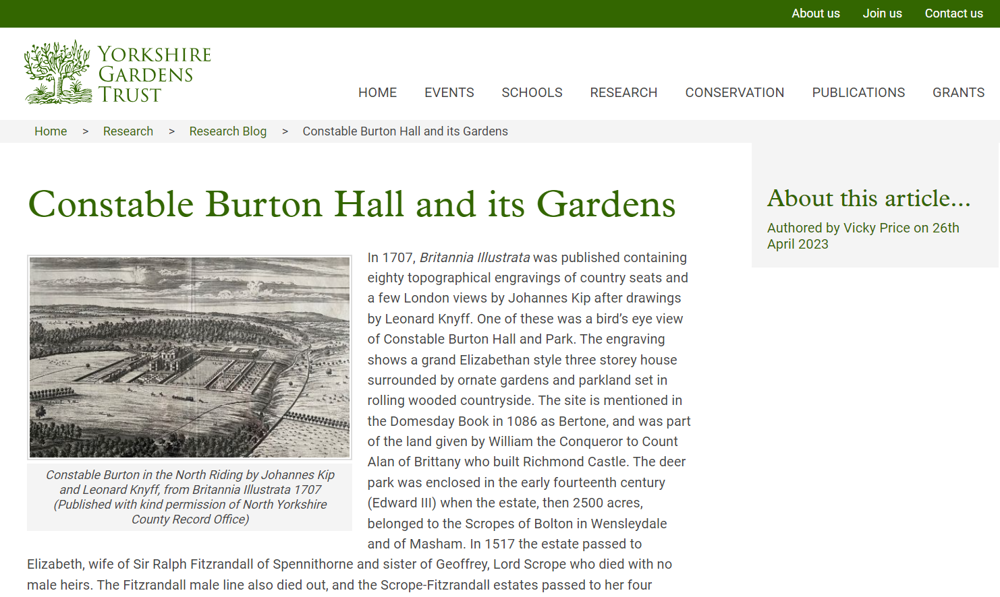 About us Join us Contact us
YORKSHIRE
GARDENS
TRUST
HOME EVENTS SCHOOLS RESEARCH CONSERVATION PUBLICATIONS GRANTS
Home > Research > Research Blog > Constable Burton Hall and its Gardens
Constable Burton Hall and its Gardens
Constable Burton in the North Riding by Johannes Kip
and Leonard Knyff, from Britannia Illustrata 1707
(Published with kind permission of North Yorkshire
County Record Office)
In 1707, Britannia Illustrata was published containing
eighty topographical engravings of country seats and
a few London views by Johannes Kip after drawings
by Leonard Knyff. One of these was a bird’s eye view
of Constable Burton Hall and Park. The engraving
shows a grand Elizabethan style three storey house
surrounded by ornate gardens and parkland set in
rolling wooded countryside. The site is mentioned in
the Domesday Book in 1086 as Bertone, and was part
of the land given by William the Conqueror to Count
Alan of Brittany who built Richmond Castle. The deer
park was enclosed in the early fourteenth century
(Edward III) when the estate, then 2500 acres,
belonged to the Scropes of Bolton in Wensleydale
and of Masham. In 1517 the estate passed to
Elizabeth, wife of Sir Ralph Fitzrandall of Spennithorne and sister of Geoffrey, Lord Scrope who died with no
male heirs. The Fitzrandall male line also died out, and the Scrope-Fitzrandall estates passed to her four
About this article...
Authored by Vicky Price on 26th
April 2023